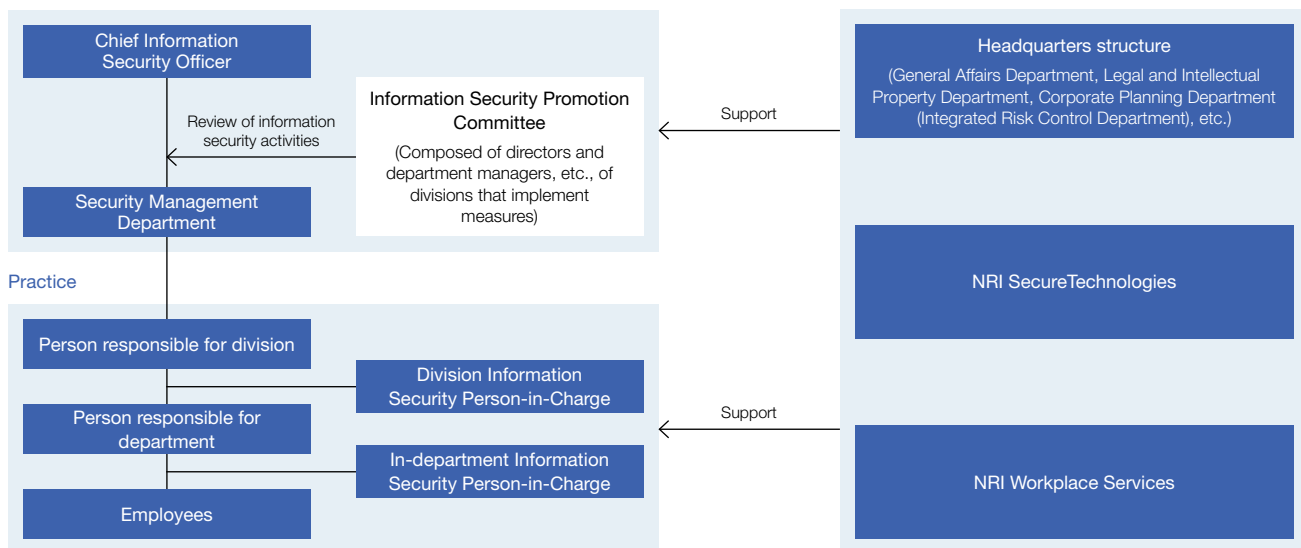 Chief Information
Security Officer
Review of information
security activities
Information Security Promotion
Committee
(Composed of directors and
department managers, etc., of
divisions that implement
measures)
Security Management
Department
Practice
Person responsible for division
Division Information
Security Person-in-Charge
Person responsible for
department
In-department Information
Security Person-in-Charge
Employees
Support
Support
Headquarters structure
(General Affairs Department, Legal and Intellectual
Property Department, Corporate Planning Department
(Integrated Risk Control Department), etc.)
NRI SecureTechnologies
NRI Workplace Services